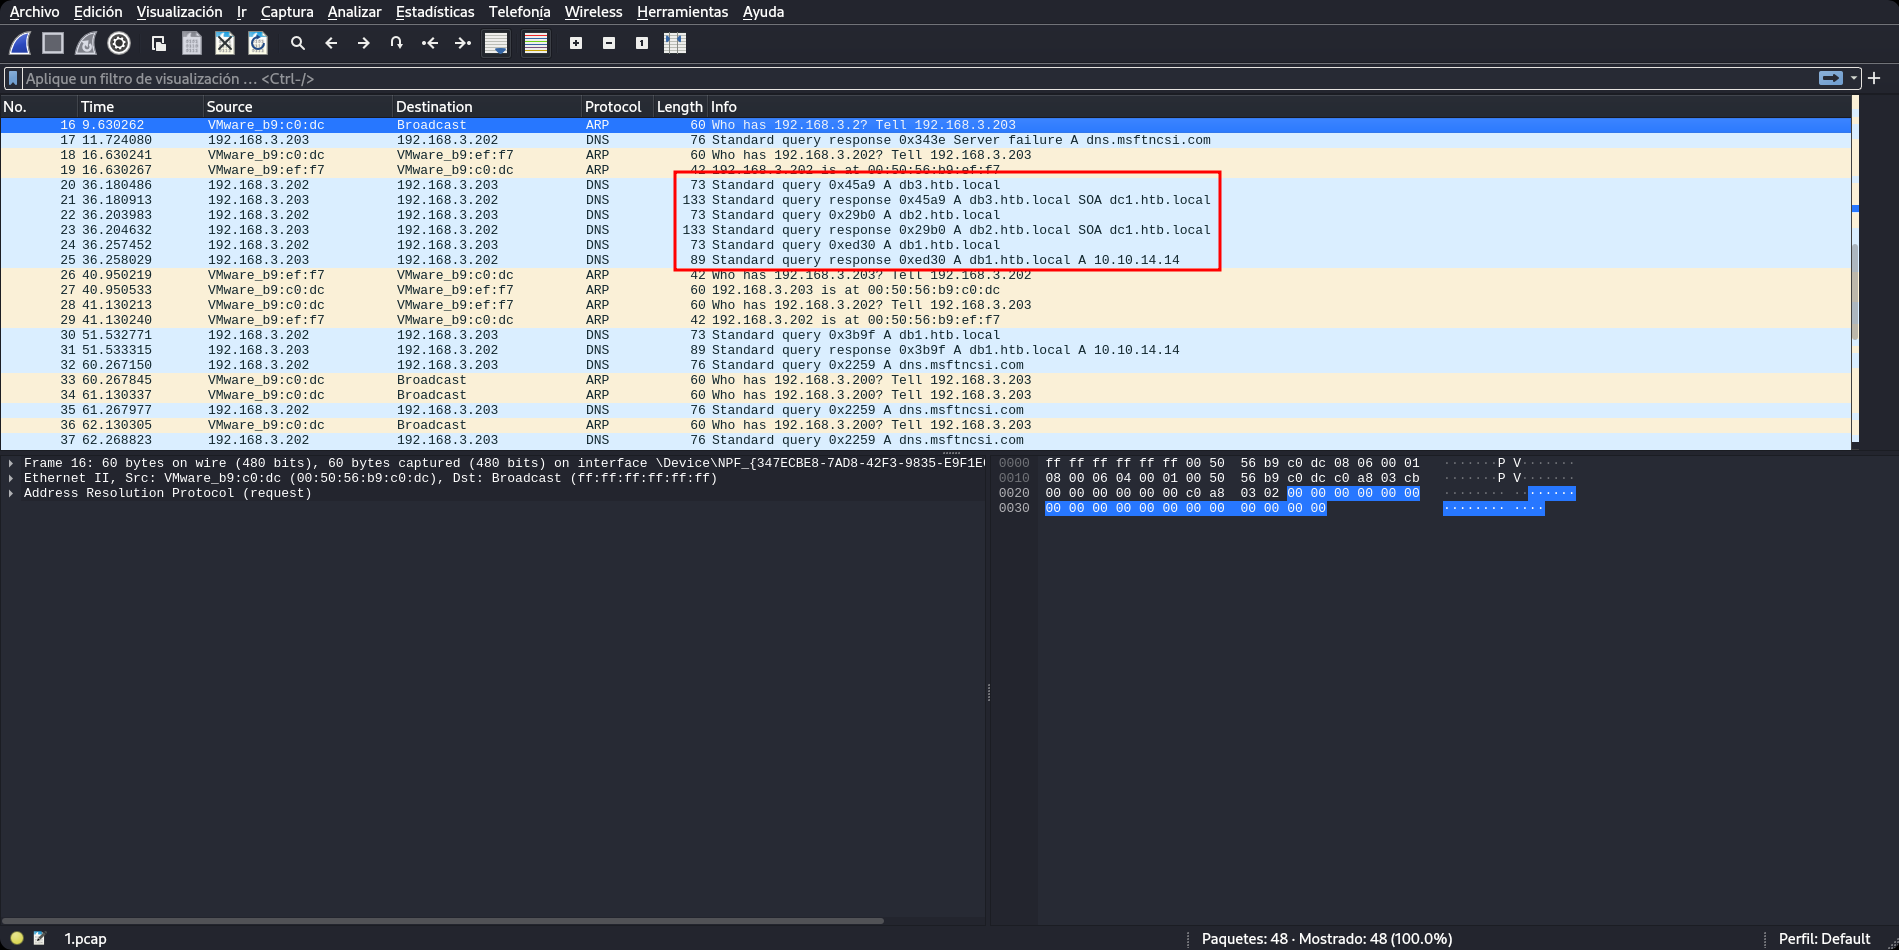 Archivo Edición Visualización Ir Captura Analizar Estadísticas Telefonía Wireless Herramientas Ayuda
Aplique un filtro de visualización … <Ctrl-/>
No. Time Source Destination Protocol Length Info
16 9.630262 VMware_b9:c0:dc Broadcast ARP 60 Who has 192.168.3.2? Tell 192.168.3.203
17 11.724080 192.168.3.203 192.168.3.202 DNS 76 Standard query response 0x343e Server failure A dns.msftncsi.com
18 16.630241 VMware_b9:c0:dc VMware_b9:ef:f7 ARP 60 Who has 192.168.3.202? Tell 192.168.3.203
19 16.630267 VMware_b9:ef:f7 VMware_b9:c0:dc ARP 42 192.168.3.202 is at 00:50:56:b9:ef:f7
20 36.180486 192.168.3.202 192.168.3.203 DNS 73 Standard query 0x45a9 A db3.htb.local
21 36.180913 192.168.3.203 192.168.3.202 DNS 133 Standard query response 0x45a9 A db3.htb.local SOA dc1.htb.local
22 36.203983 192.168.3.202 192.168.3.203 DNS 73 Standard query 0x29b0 A db2.htb.local
23 36.204632 192.168.3.203 192.168.3.202 DNS 133 Standard query response 0x29b0 A db2.htb.local SOA dc1.htb.local
24 36.257452 192.168.3.202 192.168.3.203 DNS 73 Standard query 0xed30 A db1.htb.local
25 36.258029 192.168.3.203 192.168.3.202 DNS 89 Standard query response 0xed30 A db1.htb.local A 10.10.14.14
26 40.950219 VMware_b9:ef:f7 VMware_b9:c0:dc ARP 42 Who has 192.168.3.203? Tell 192.168.3.202
27 40.950533 VMware_b9:c0:dc VMware_b9:ef:f7 ARP 60 192.168.3.203 is at 00:50:56:b9:c0:dc
28 41.130213 VMware_b9:c0:dc VMware_b9:ef:f7 ARP 60 Who has 192.168.3.202? Tell 192.168.3.203
29 41.130240 VMware_b9:ef:f7 VMware_b9:c0:dc ARP 42 192.168.3.202 is at 00:50:56:b9:ef:f7
30 51.532771 192.168.3.202 192.168.3.203 DNS 73 Standard query 0x3b9f A db1.htb.local
31 51.533315 192.168.3.203 192.168.3.202 DNS 89 Standard query response 0x3b9f A db1.htb.local A 10.10.14.14
32 60.267150 192.168.3.202 192.168.3.203 DNS 76 Standard query 0x2259 A dns.msftncsi.com
33 60.267845 VMware_b9:c0:dc Broadcast ARP 60 Who has 192.168.3.200? Tell 192.168.3.203
34 61.130337 VMware_b9:c0:dc Broadcast ARP 60 Who has 192.168.3.200? Tell 192.168.3.203
35 61.267977 192.168.3.202 192.168.3.203 DNS 76 Standard query 0x2259 A dns.msftncsi.com
36 62.130305 VMware_b9:c0:dc Broadcast ARP 60 Who has 192.168.3.200? Tell 192.168.3.203
37 62.268823 192.168.3.202 192.168.3.203 DNS 76 Standard query 0x2259 A dns.msftncsi.com
Frame 16: 60 bytes on wire (480 bits), 60 bytes captured (480 bits) on interface \Device\NPF_{347ECBE8-7AD8-42F3-9835-E9F1E
Ethernet II, Src: VMware_b9:c0:dc (00:50:56:b9:c0:dc), Dst: Broadcast (ff:ff:ff:ff:ff:ff)
Address Resolution Protocol (request)
0000 ff ff ff ff ff ff 00 50 56 b9 c0 dc 08 06 00 01 ·······P V·······
0010 08 00 06 04 00 01 00 50 56 b9 c0 dc c0 a8 03 cb ·······P V·······
0020 00 00 00 00 00 00 c0 a8 03 02 00 00 00 00 00 00 ········ ········
0030 00 00 00 00 00 00 00 00 00 00 00 00 ········ ····
1.pcap
Paquetes: 48 · Mostrado: 48 (100.0%)
Perfil: Default